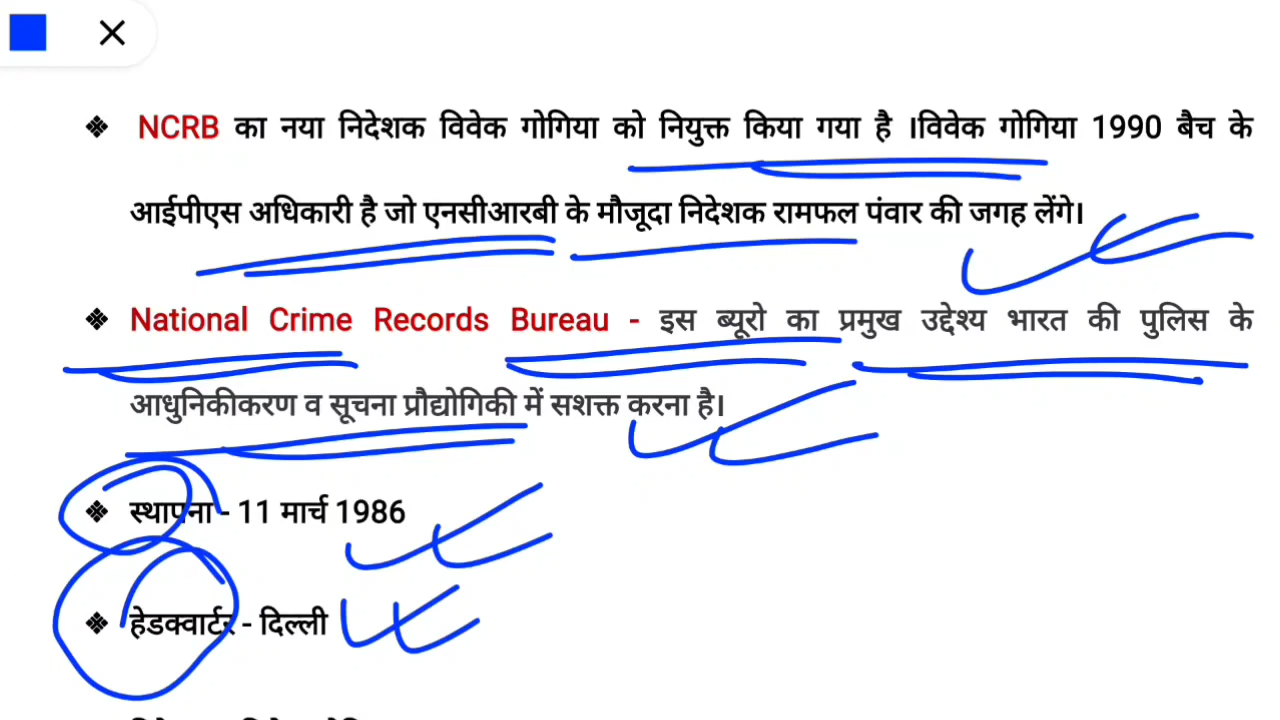 ❖ NCRB का नया निदेशक विवेक गोगिया को नियुक्त किया गया है ।विवेक गोगिया 1990 बैच के
आईपीएस अधिकारी है जो एनसीआरबी के मौजूदा निदेशक रामफल पंवार की जगह लेंगे।
❖ National Crime Records Bureau - इस ब्यूरो का प्रमुख उद्देश्य भारत की पुलिस के
आधुनिकीकरण व सूचना प्रौद्योगिकी में सशक्त करना है।
❖ स्थापना - 11 मार्च 1986
❖ हेडक्वार्टर - दिल्ली